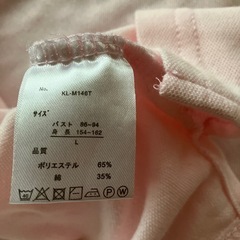 No. KL-M146T
サイズ
バスト 86-94
身長 154-162
L
品質
ポリエステル 65%
綿 35%